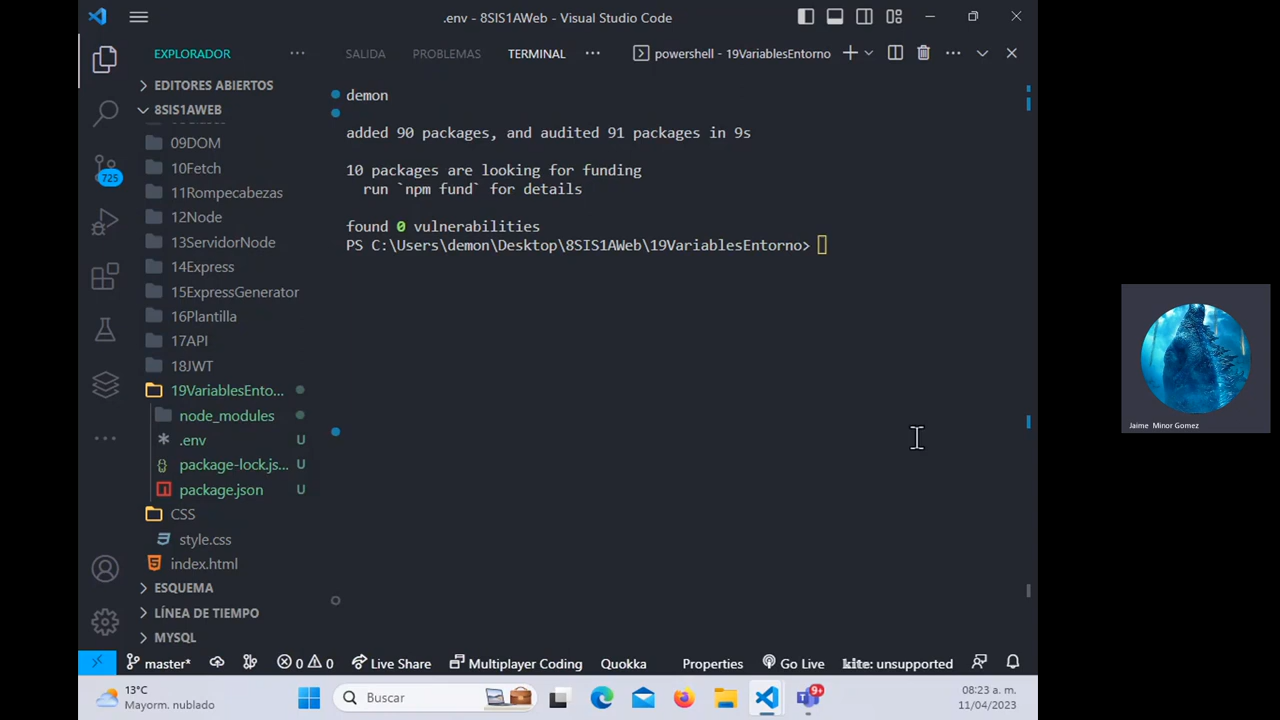 .env - 8SIS1AWeb - Visual Studio Code
EXPLORADOR
SALIDA
PROBLEMAS
TERMINAL
powershell - 19VariablesEntorno
EDITORES ABIERTOS
8SIS1AWEB
09DOM
10Fetch
11Rompecabezas
12Node
13ServidorNode
14Express
15ExpressGenerator
16Plantilla
17API
18JWT
19VariablesEnto...
node_modules
.env U
package-lock.js... U
package.json U
CSS
style.css
index.html
ESQUEMA
LÍNEA DE TIEMPO
MYSQL
725
demon
added 90 packages, and audited 91 packages in 9s
10 packages are looking for funding
run `npm fund` for details
found 0 vulnerabilities
PS C:\Users\demon\Desktop\8SIS1AWeb\19VariablesEntorno>
Jaime Minor Gomez
master* 0 0 Live Share Multiplayer Coding Quokka Properties Go Live kite: unsupported
13°C
Mayorm. nublado
Buscar
9+
08:23 a. m.
11/04/2023